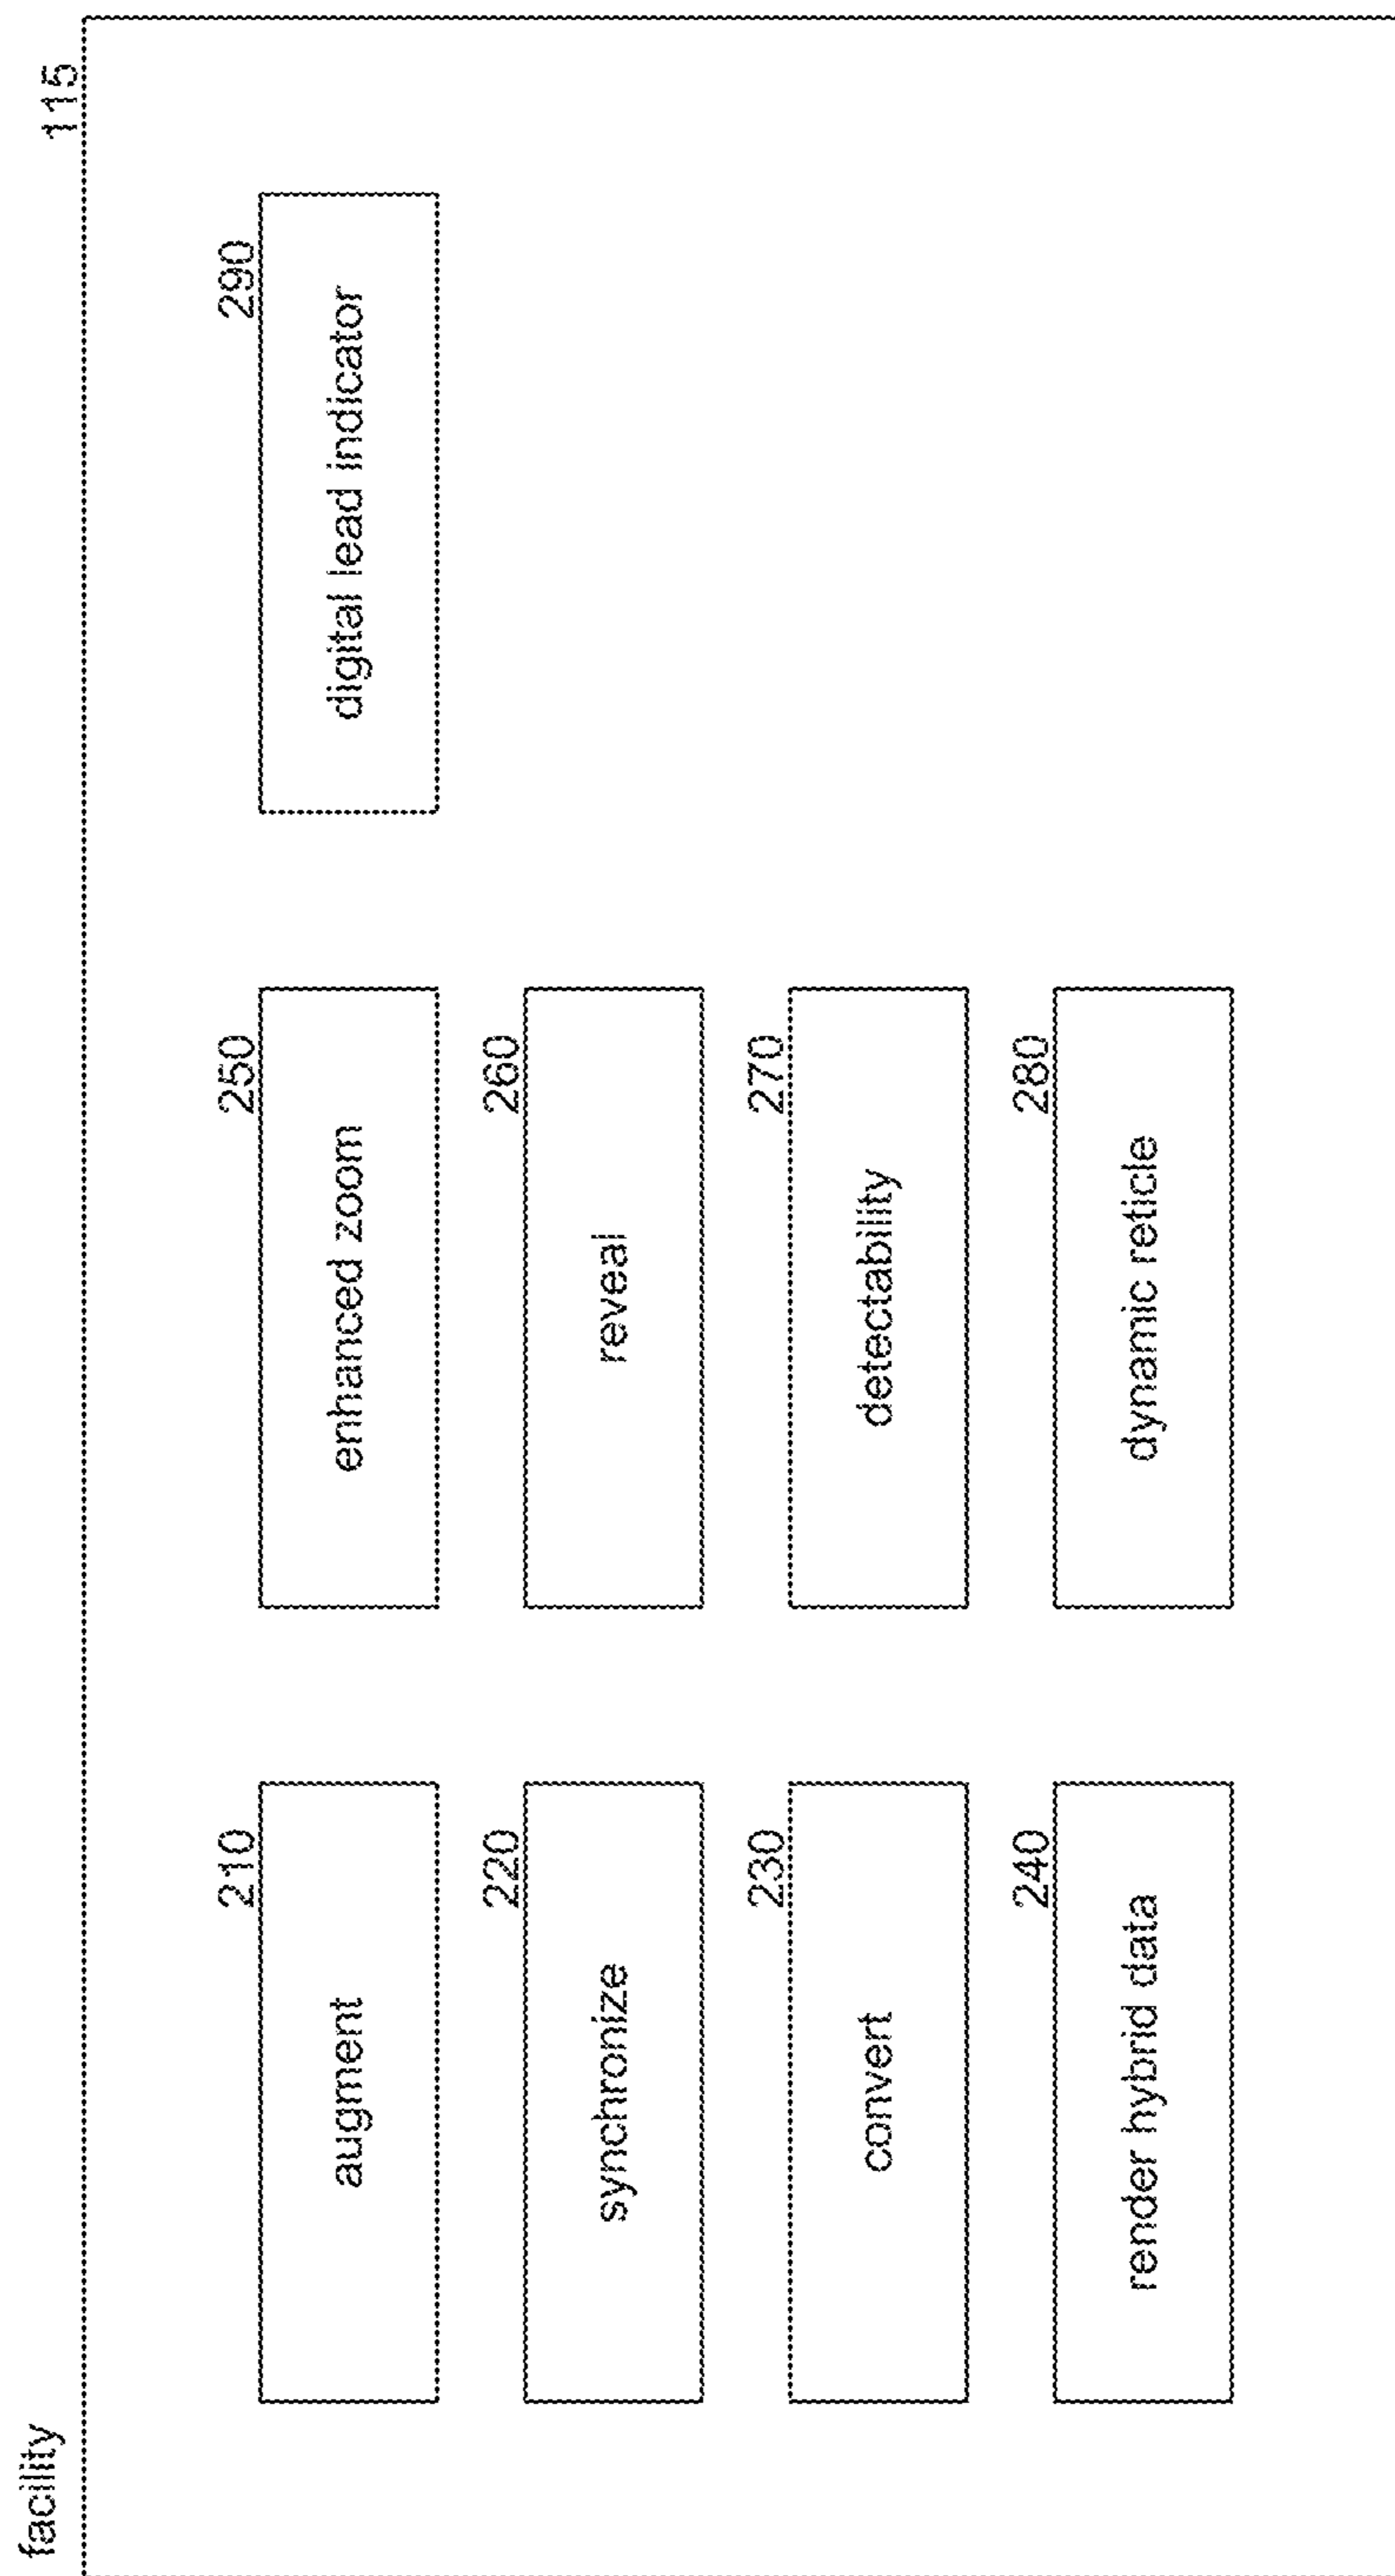 facility
115
210
augment
220
synchronize
230
convert
240
render hybrid data
250
enhanced zoom
260
reveal
270
detectability
280
dynamic reticle
290
digital lead indicator